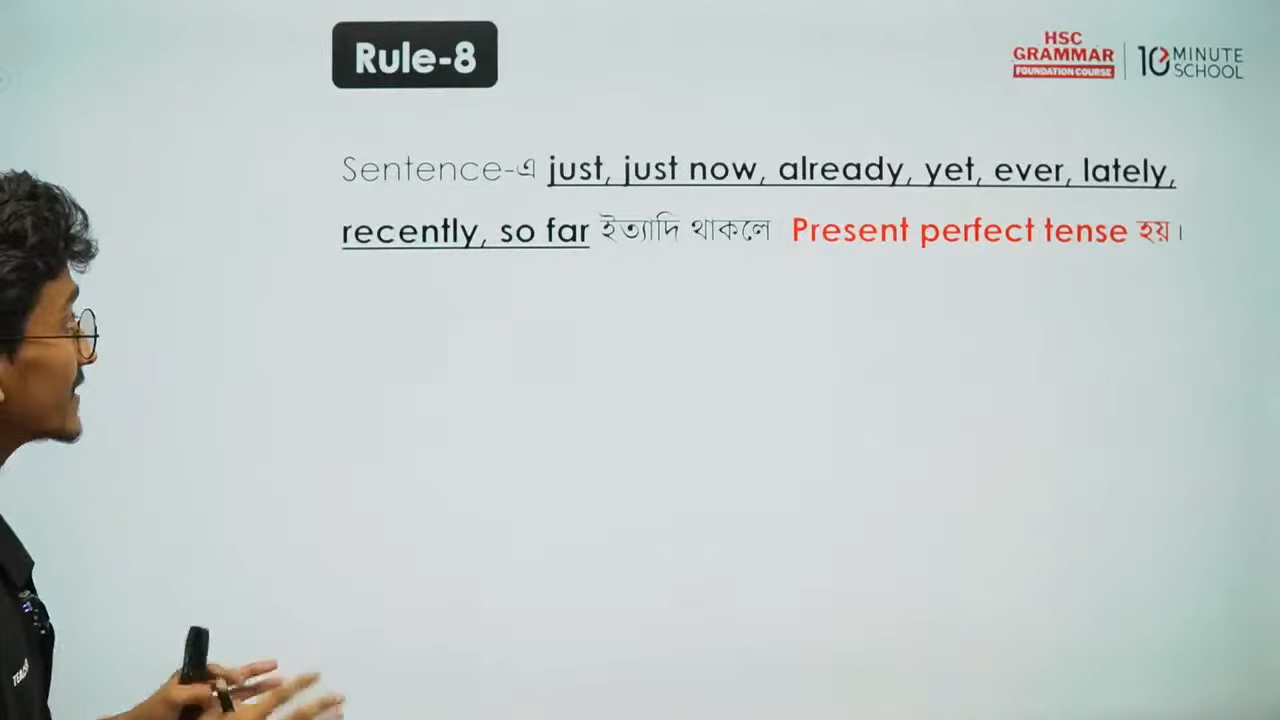 Rule-8
HSC
GRAMMAR
FOUNDATION COURSE
10 MINUTE
SCHOOL
Sentence-এ just, just now, already, yet, ever, lately,
recently, so far ইত্যাদি থাকলে Present perfect tense হয়।